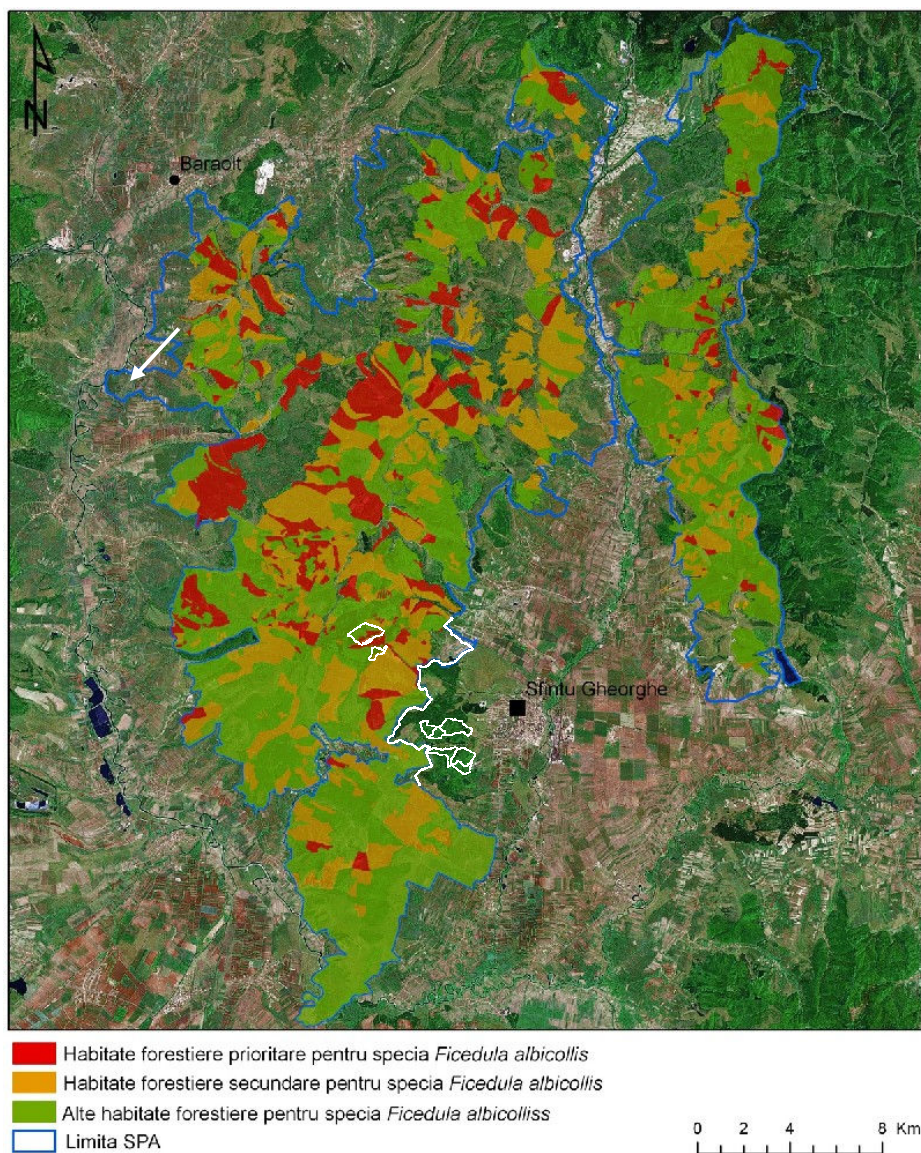 N
Baraolt
Sfintu Gheorghe
Habitate forestiere prioritare pentru specia Ficedula albicollis
Habitate forestiere secundare pentru specia Ficedula albicollis
Alte habitate forestiere pentru specia Ficedula albicolliss
Limita SPA
0 2 4 8 Km